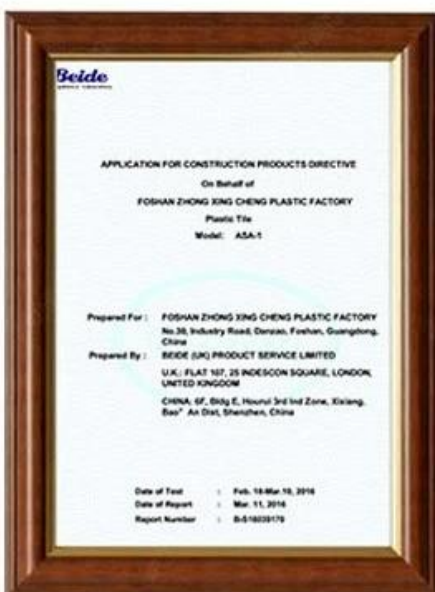 Beide
APPLICATION FOR CONSTRUCTION PRODUCTS DIRECTIVE
On Behalf of
FOSHAN ZHONG XING CHENG PLASTIC FACTORY
Plastic Tile
Model: ASA-1
Prepared For : FOSHAN ZHONG XING CHENG PLASTIC FACTORY
No.39, Industry Road, Danzao, Foshan, Guangdong,
China
Prepared By : BEIDE (UK) PRODUCT SERVICE LIMITED
U.K.: FLAT 107, 25 INDESCON SQUARE, LONDON,
UNITED KINGDOM
CHINA: 6F, Bldg E, Hourui 3rd Ind Zone, Xixiang,
Bao" An Dist, Shenzhen, China
Date of Test : Feb. 18-Mar.10, 2016
Date of Report : Mar. 11, 2016
Report Number :